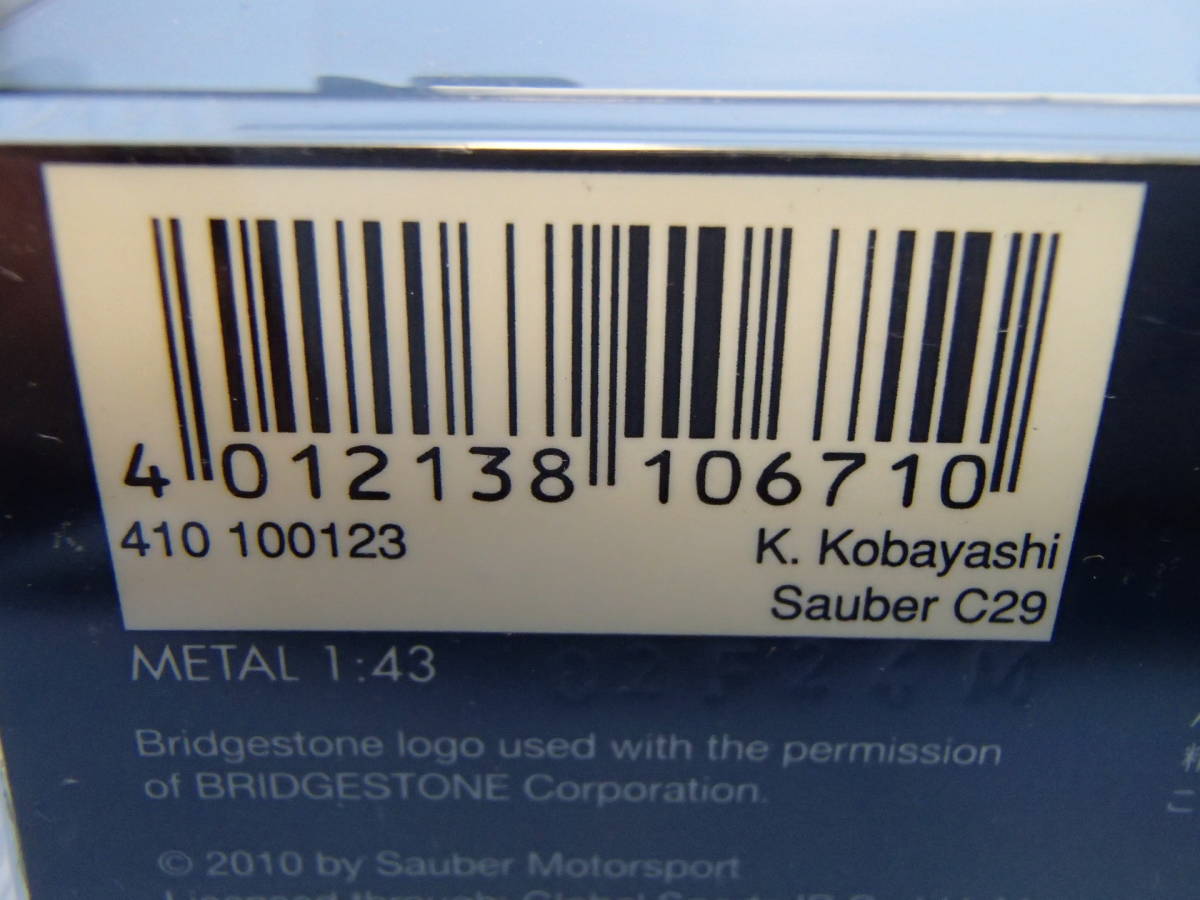 4 012138 106710
410 100123
K. Kobayashi
Sauber C29
METAL 1:43
Bridgestone logo used with the permission
of BRIDGESTONE Corporation.
© 2010 by Sauber Motorsport